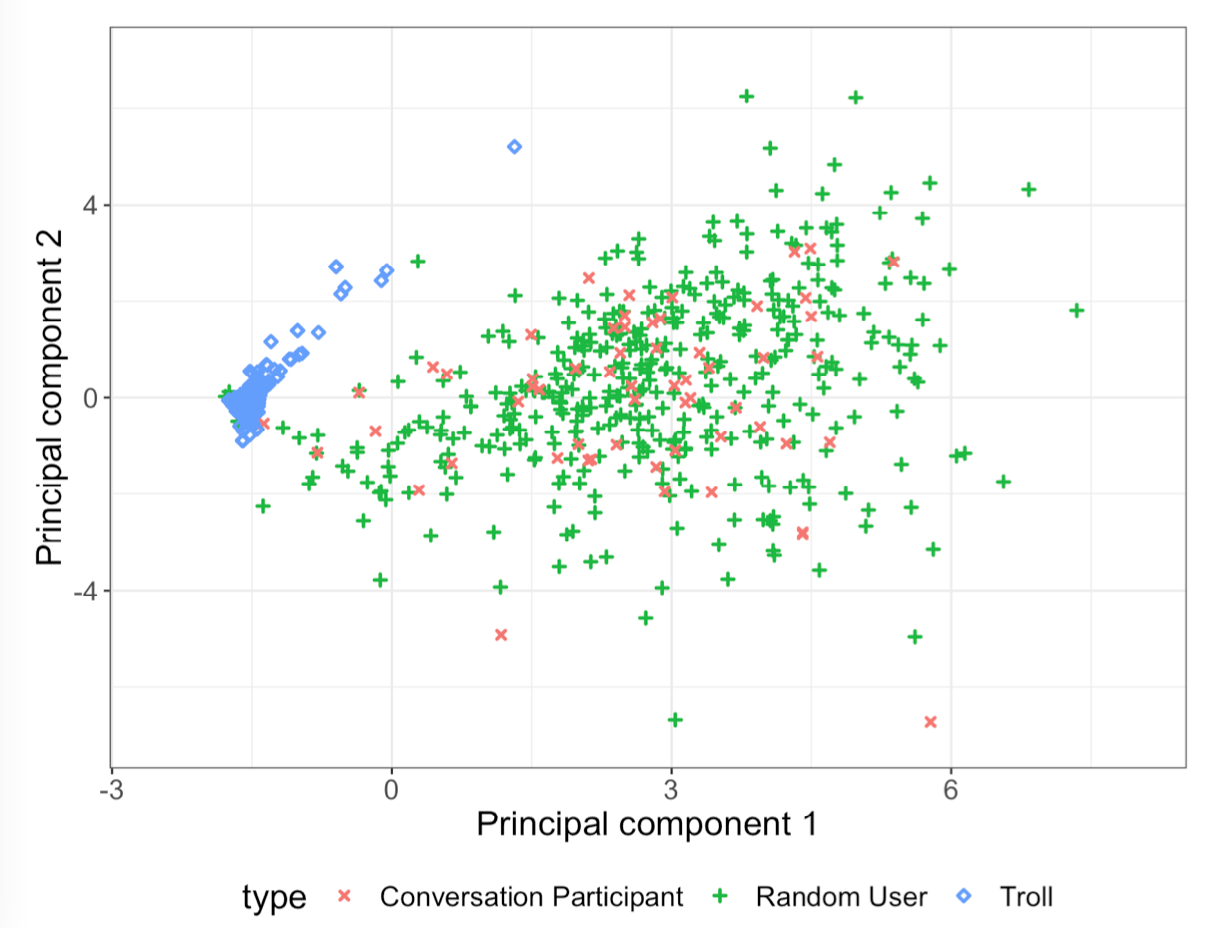 Principal component 2
4
0
-4
-3 0 3 6
Principal component 1
type Conversation Participant Random User Troll